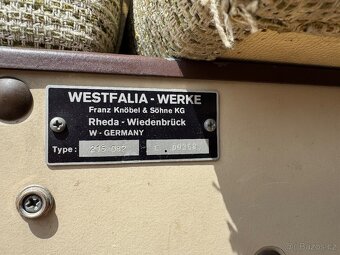 WESTFALIA - WERKE
Franz Knöbel & Söhne KG
Rheda - Wiedenbrück
W - GERMANY
Type: